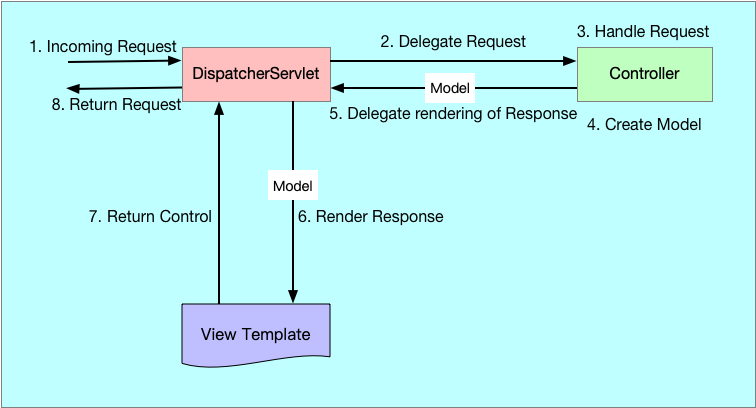 1. Incoming Request
2. Delegate Request
3. Handle Request
DispatcherServlet
Controller
Model
8. Return Request
5. Delegate rendering of Response
4. Create Model
Model
7. Return Control
6. Render Response
View Template